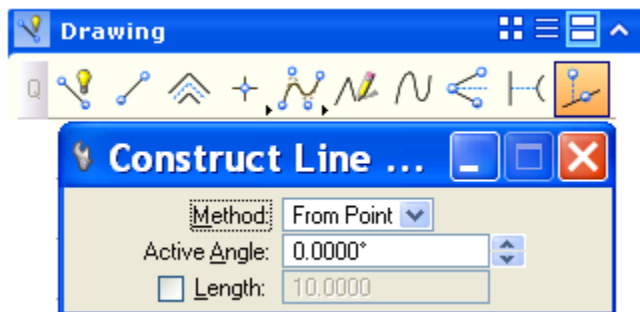 Drawing
Q
Construct Line ...
Method: From Point
Active Angle: 0.0000°
Length: 10.0000